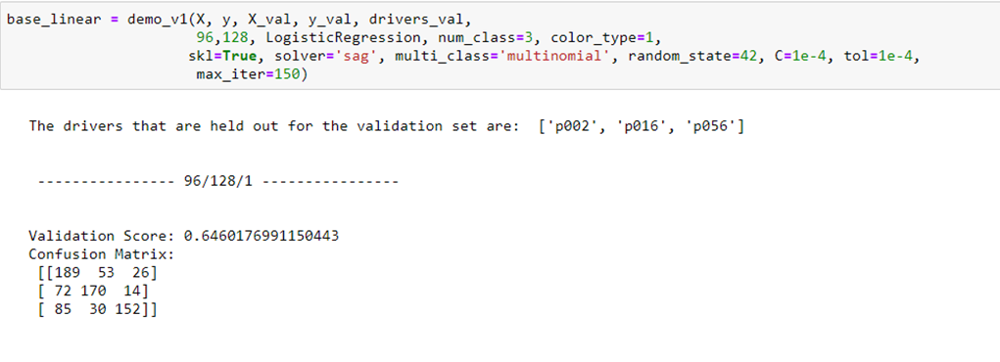 base_linear = demo_v1(X, y, X_val, y_val, drivers_val,
96,128, LogisticRegression, num_class=3, color_type=1,
skl=True, solver='sag', multi_class='multinomial', random_state=42, C=1e-4, tol=1e-4,
max_iter=150)
The drivers that are held out for the validation set are:  ['p002', 'p016', 'p056']
---------------- 96/128/1 ----------------
Validation Score: 0.6460176991150443
Confusion Matrix:
[[189  53  26]
[ 72 170  14]
[ 85  30 152]]